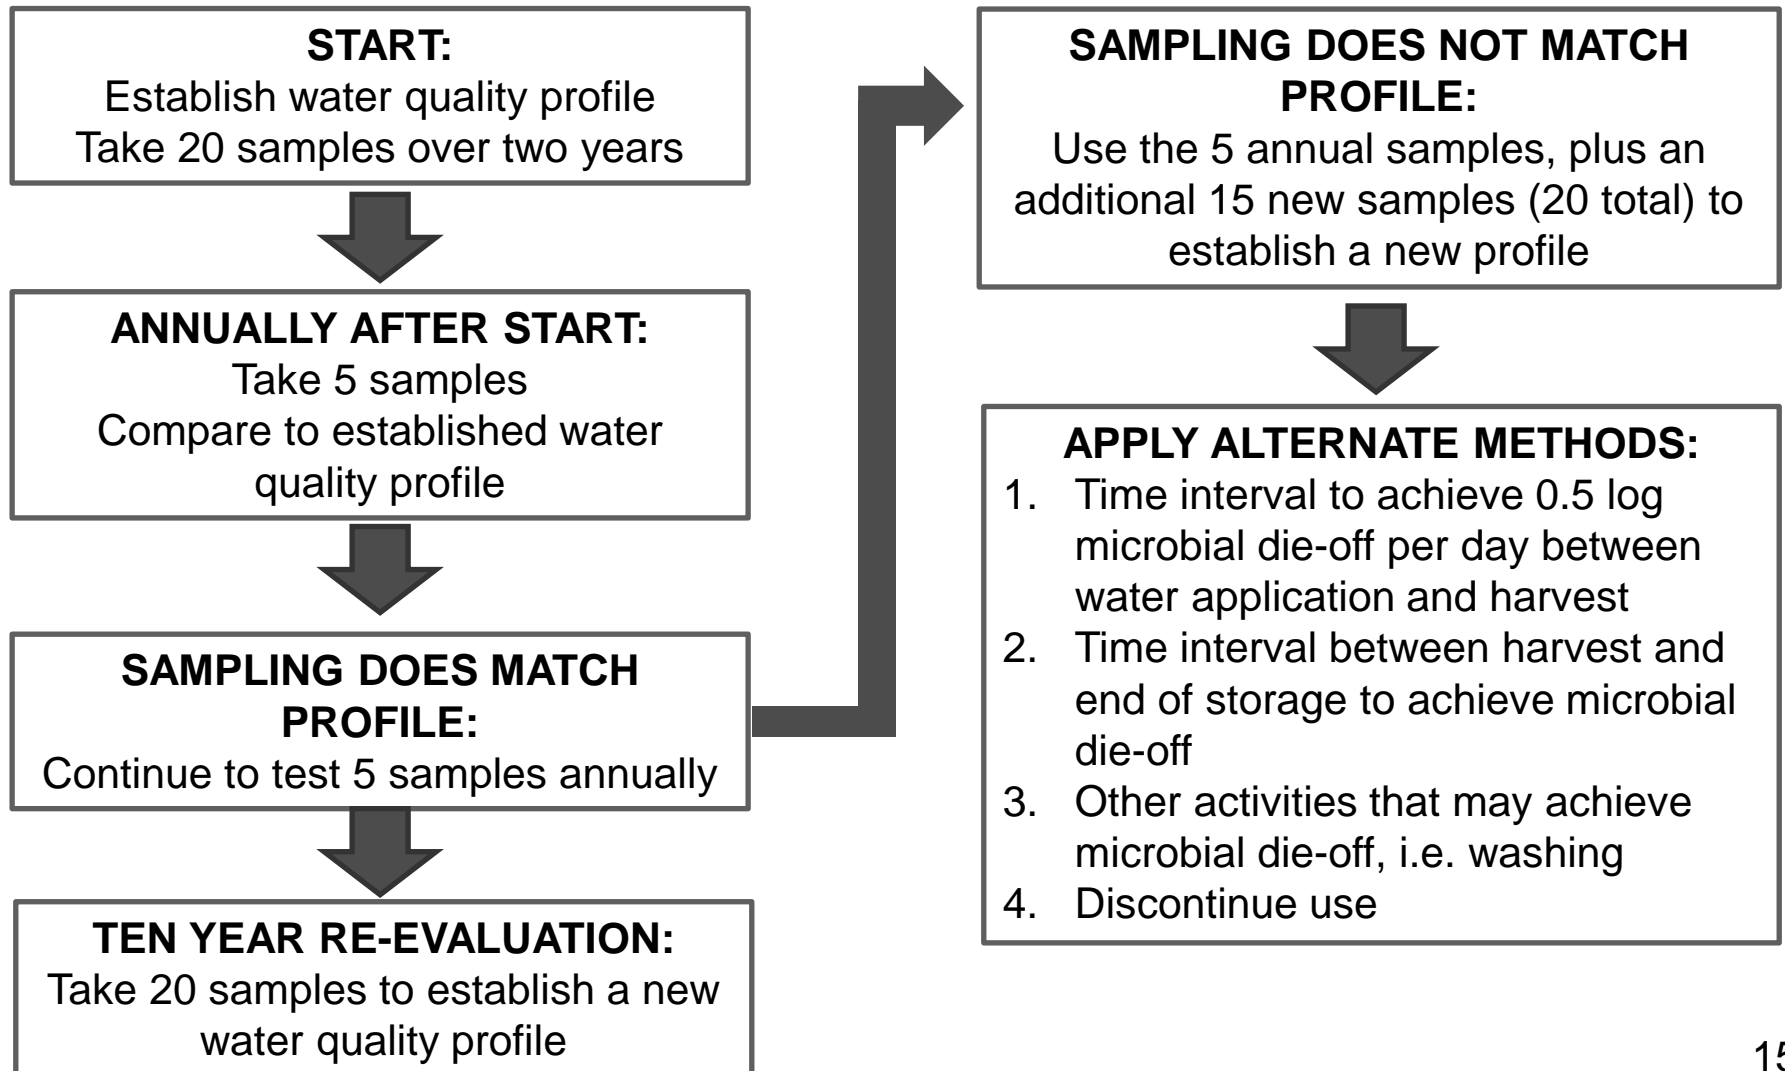 START:
Establish water quality profile
Take 20 samples over two years
ANNUALLY AFTER START:
Take 5 samples
Compare to established water
quality profile
SAMPLING DOES MATCH
PROFILE:
Continue to test 5 samples annually
TEN YEAR RE-EVALUATION:
Take 20 samples to establish a new
water quality profile
SAMPLING DOES NOT MATCH
PROFILE:
Use the 5 annual samples, plus an
additional 15 new samples (20 total) to
establish a new profile
APPLY ALTERNATE METHODS:
1. Time interval to achieve 0.5 log
microbial die-off per day between
water application and harvest
2. Time interval between harvest and
end of storage to achieve microbial
die-off
3. Other activities that may achieve
microbial die-off, i.e. washing
4. Discontinue use
15